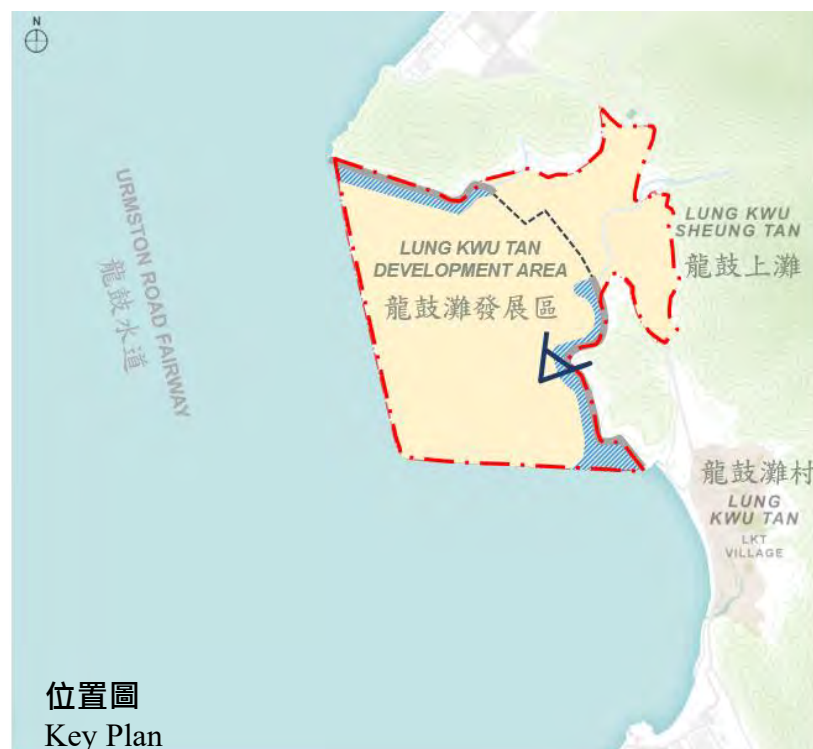 N
URMSTON ROAD FAIRWAY
龍鼓水道
LUNG KWU
SHEUNG TAN
龍鼓上灘
LUNG KWU TAN
DEVELOPMENT AREA
龍鼓灘發展區
龍鼓灘村
LUNG
KWU TAN
LKT
VILLAGE
位置圖
Key Plan